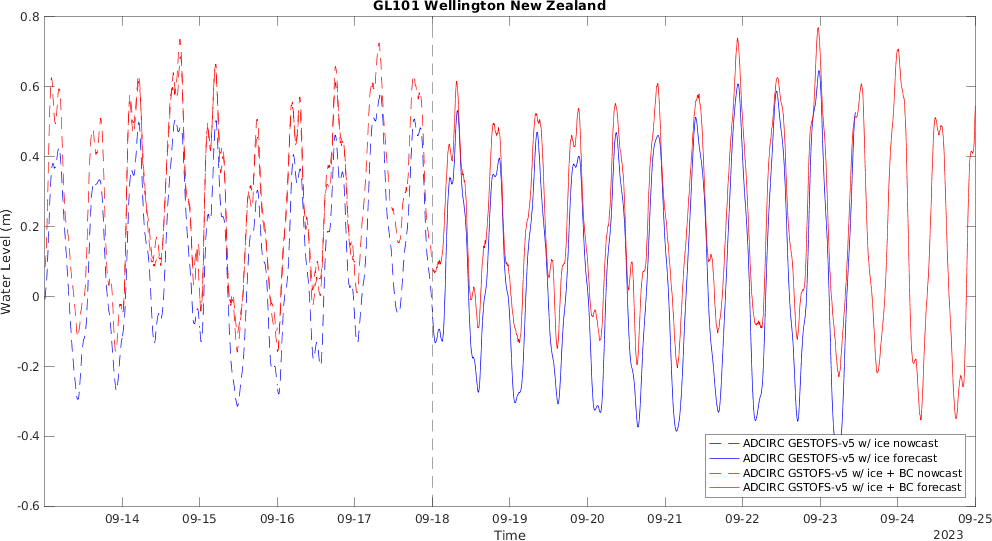 GL101 Wellington New Zealand
0.8
0.6
0.4
0.2
0
-0.2
-0.4
-0.6
Water Level (m)
ADCIRC GESTOFS-v5 w/ ice nowcast
ADCIRC GESTOFS-v5 w/ ice forecast
ADCIRC GSTOFS-v5 w/ ice + BC nowcast
ADCIRC GSTOFS-v5 w/ ice + BC forecast
09-14 09-15 09-16 09-17 09-18 09-19 09-20 09-21 09-22 09-23 09-24 09-25
Time
2023